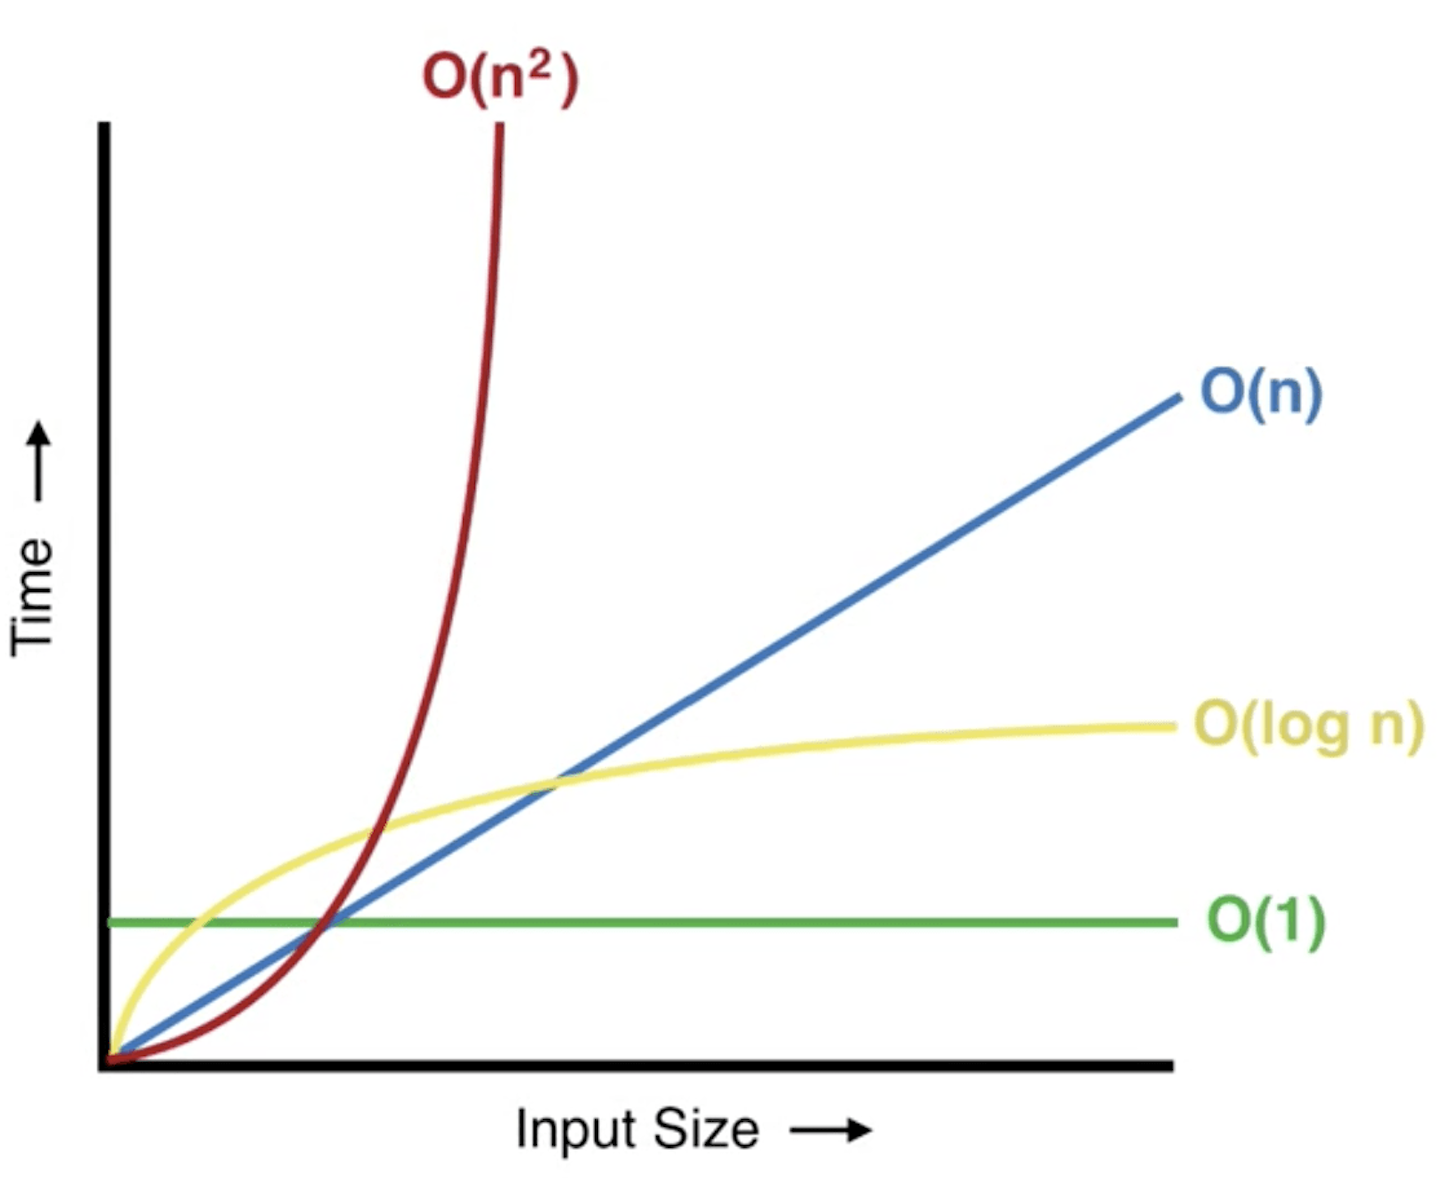 O(n²)
O(n)
O(log n)
O(1)
Time
Input Size